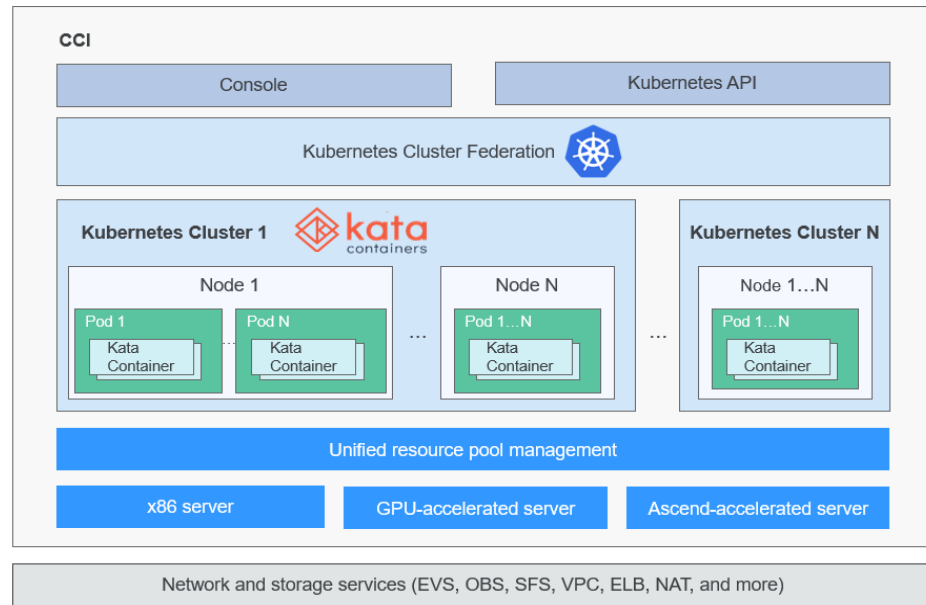 CCI
Console
Kubernetes API
Kubernetes Cluster Federation
Kubernetes Cluster 1
kata
containers
Kubernetes Cluster N
Node 1
Node N
Node 1...N
Pod 1
Pod N
Pod 1...N
Pod 1...N
Kata
Container
...
Kata
Container
...
Kata
Container
...
Kata
Container
Unified resource pool management
x86 server
GPU-accelerated server
Ascend-accelerated server
Network and storage services (EVS, OBS, SFS, VPC, ELB, NAT, and more)